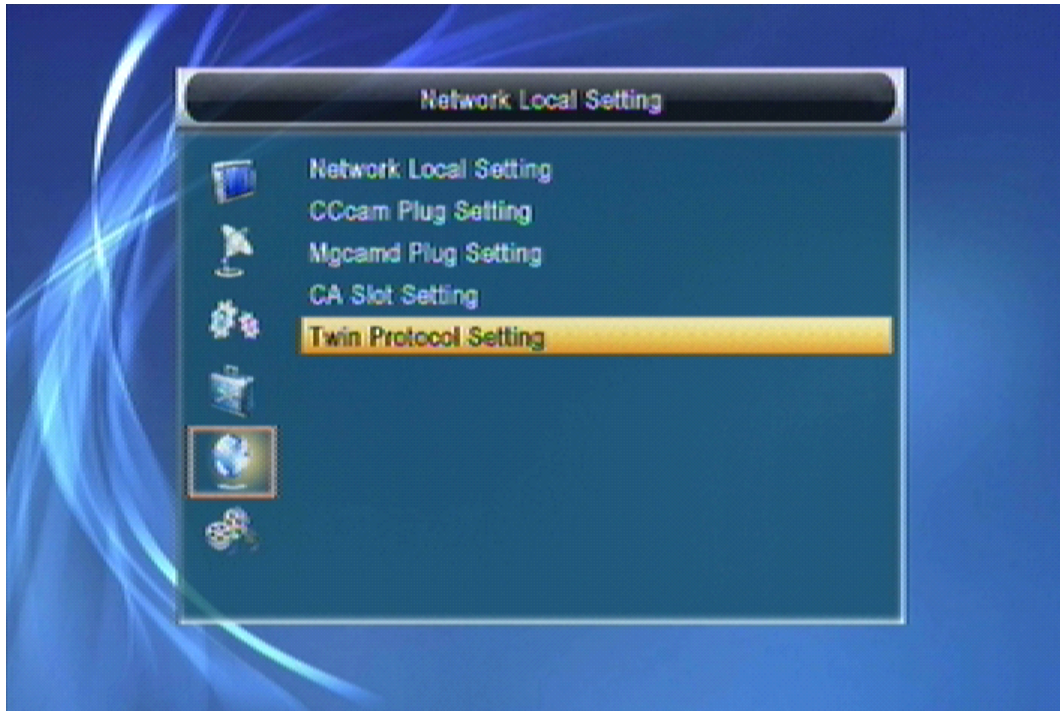 Network Local Setting
Network Local Setting
CCcam Plug Setting
Mgcamd Plug Setting
CA Slot Setting
Twin Protocol Setting